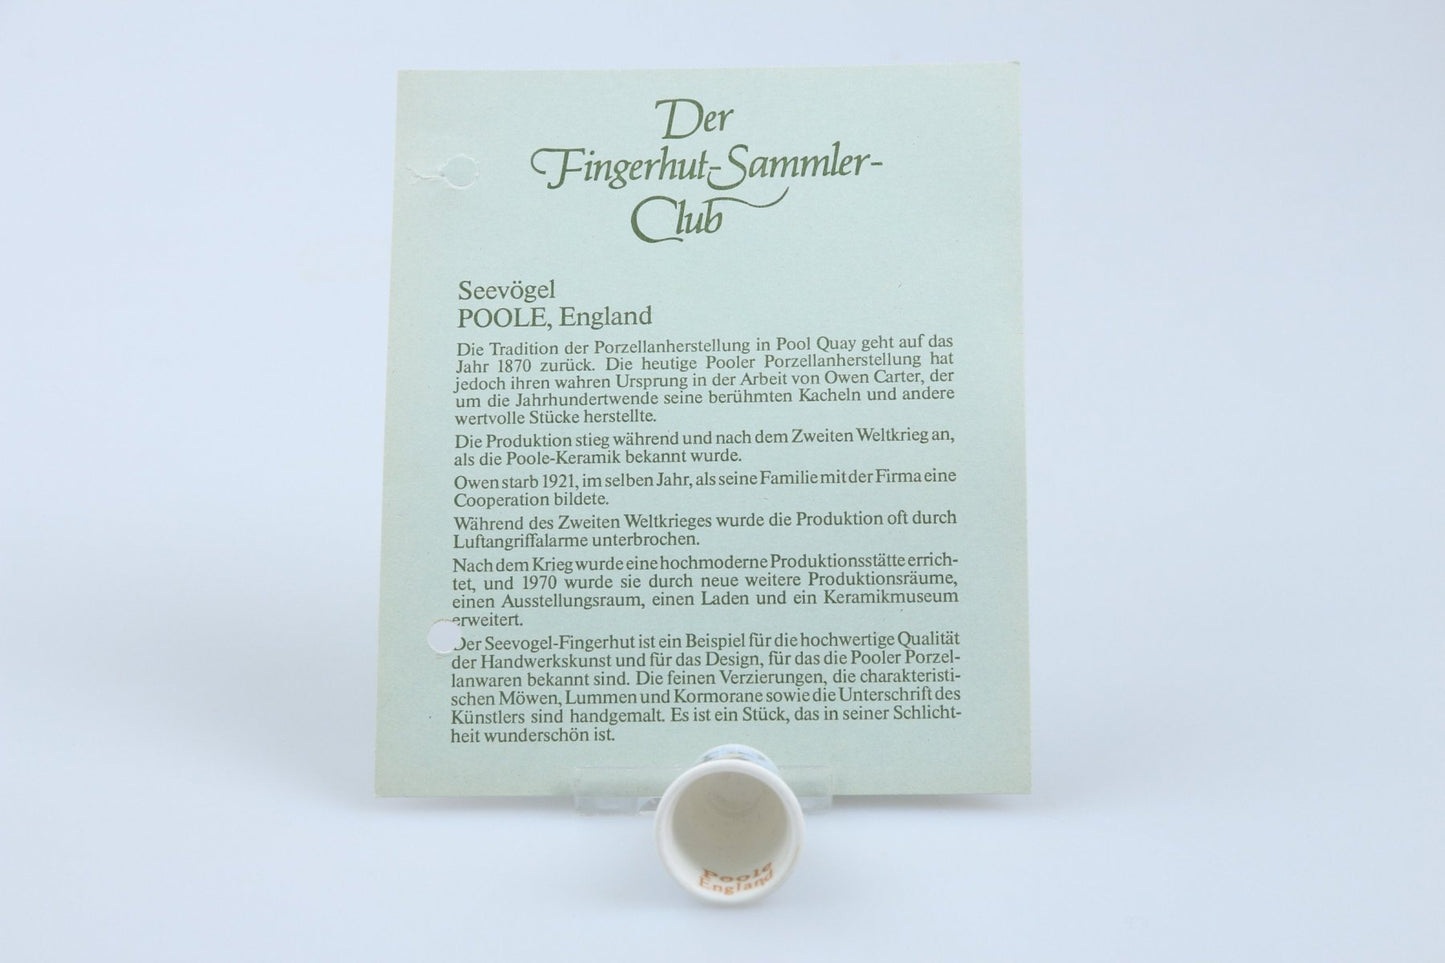 Der
Fingerhut-Sammler-
Club
Seevögel
POOLE, England
Die Tradition der Porzellanherstellung in Pool Quay geht auf das
Jahr 1870 zurück. Die heutige Pooler Porzellanherstellung hat
jedoch ihren wahren Ursprung in der Arbeit von Owen Carter, der
um die Jahrhundertwende seine berühmten Kacheln und andere
wertvolle Stücke herstellte.
Die Produktion stieg während und nach dem Zweiten Weltkrieg an,
als die Poole-Keramik bekannt wurde.
Owen starb 1921, im selben Jahr, als seine Familie mit der Firma eine
Cooperation bildete.
Während des Zweiten Weltkrieges wurde die Produktion oft durch
Luftangriffalarme unterbrochen.
Nach dem Krieg wurde eine hochmoderne Produktionsstätte errich-
tet, und 1970 wurde sie durch neue weitere Produktionsräume,
einen Ausstellungsraum, einen Laden und ein Keramikmuseum
erweitert.
Der Seevogel-Fingerhut ist ein Beispiel für die hochwertige Qualität
der Handwerkskunst und für das Design, für das die Pooler Porzel-
lanwaren bekannt sind. Die feinen Verzierungen, die charakteristi-
schen Möwen, Lummen und Kormorane sowie die Unterschrift des
Künstlers sind handgemalt. Es ist ein Stück, das in seiner Schlicht-
heit wunderschön ist.
Poole
England